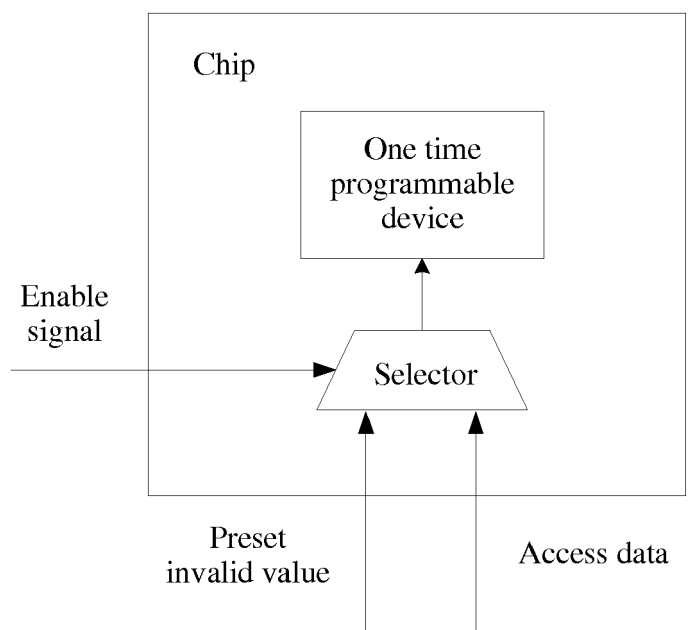 Chip
One time
programmable
device
Enable
signal
Selector
Preset
invalid value
Access data